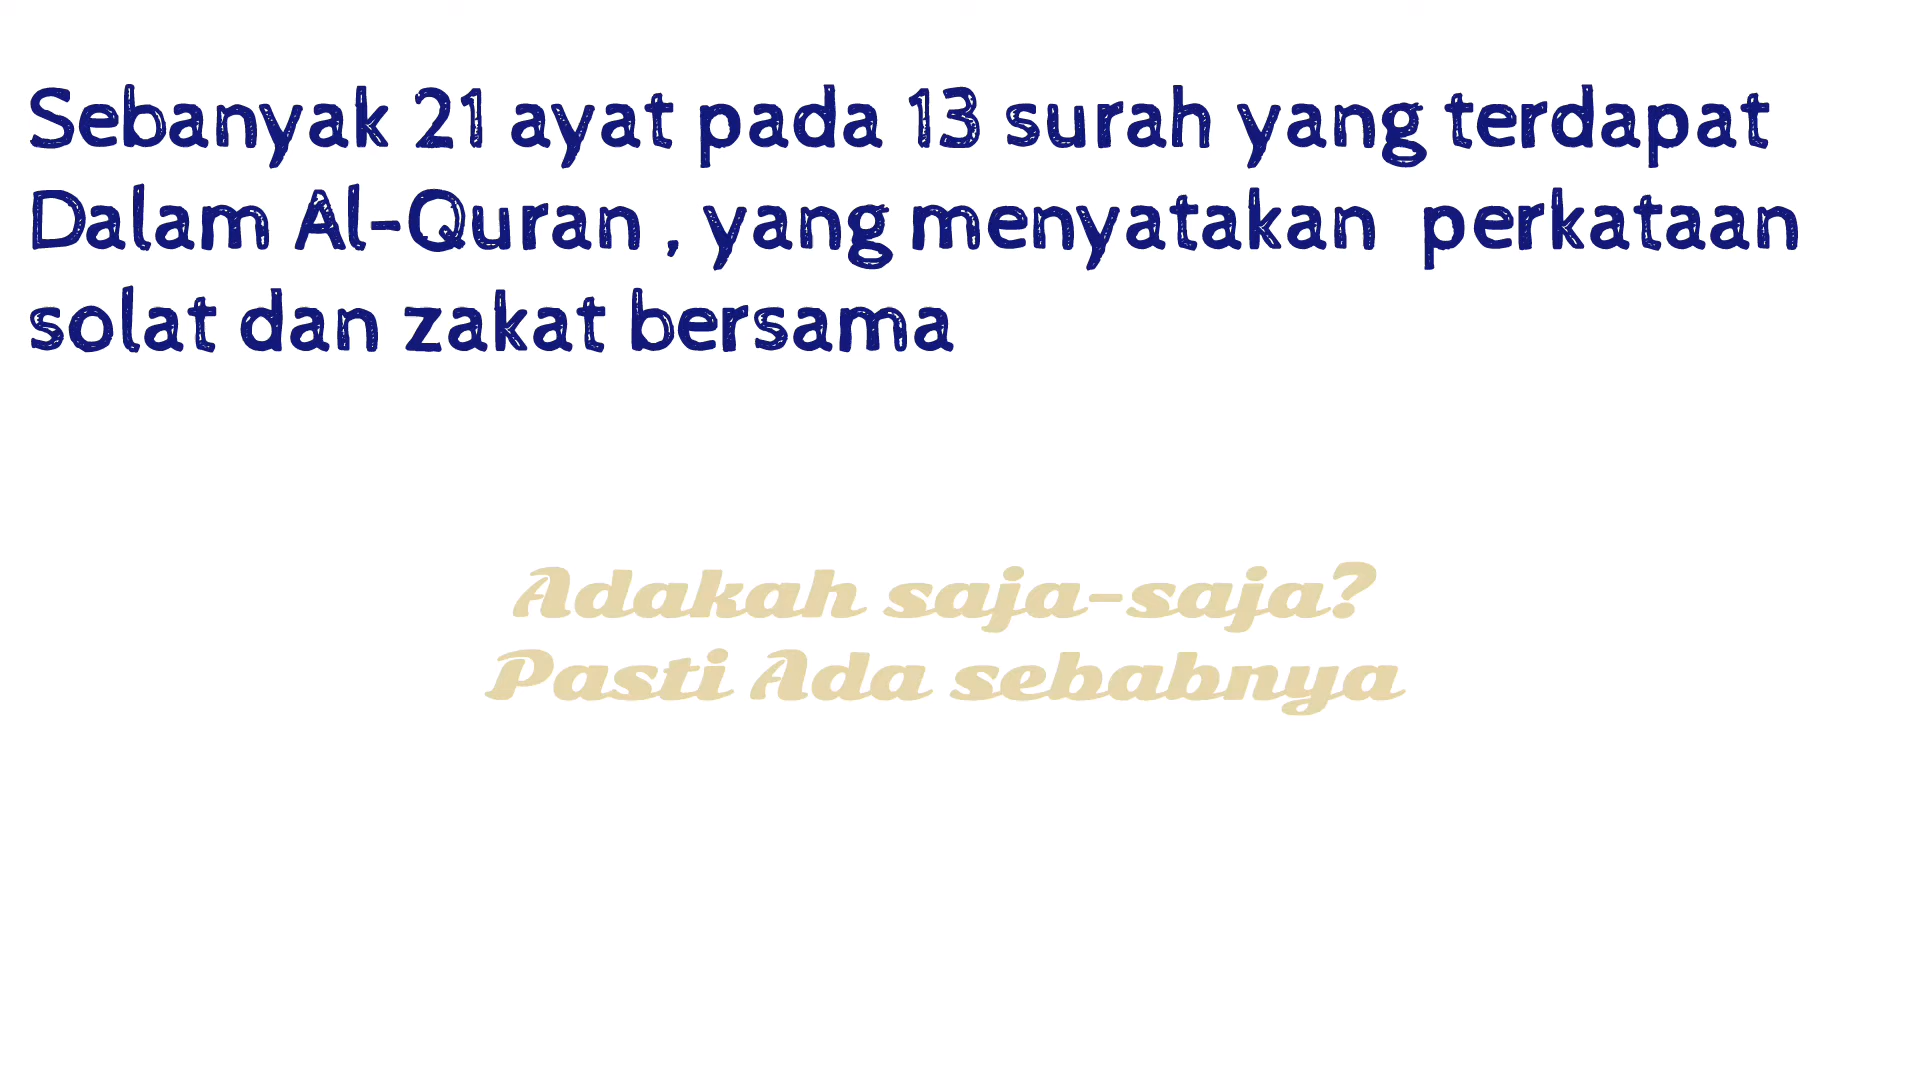 Sebanyak 21 ayat pada 13 surah yang terdapat
Dalam Al-Quran , yang menyatakan  perkataan
solat dan zakat bersama
Adakah saja-saja?
Pasti Ada sebabnya